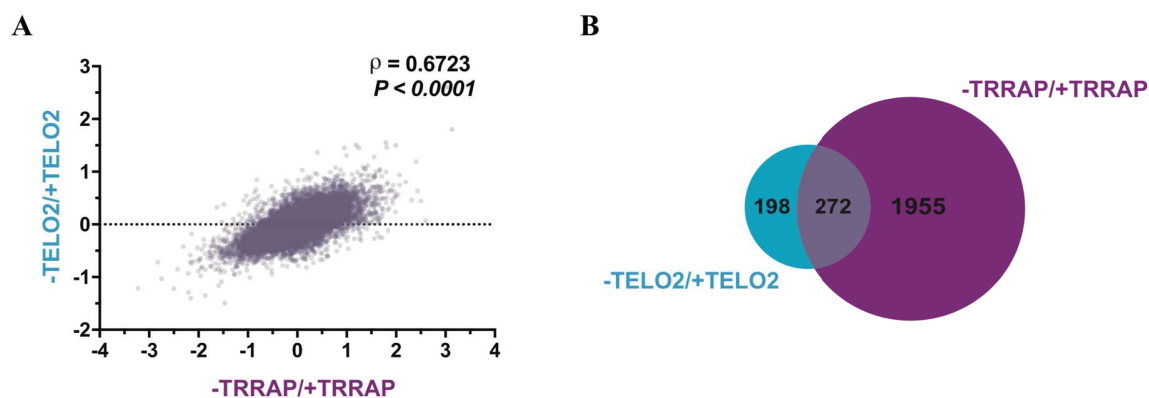 A
B
ρ = 0.6723
P < 0.0001
-TELO2/+TELO2
3
2
1
0
-1
-2
-4
-3
-2
-1
0
1
2
3
4
-TRRAP/+TRRAP
-TRRAP/+TRRAP
198
272
1955
-TELO2/+TELO2